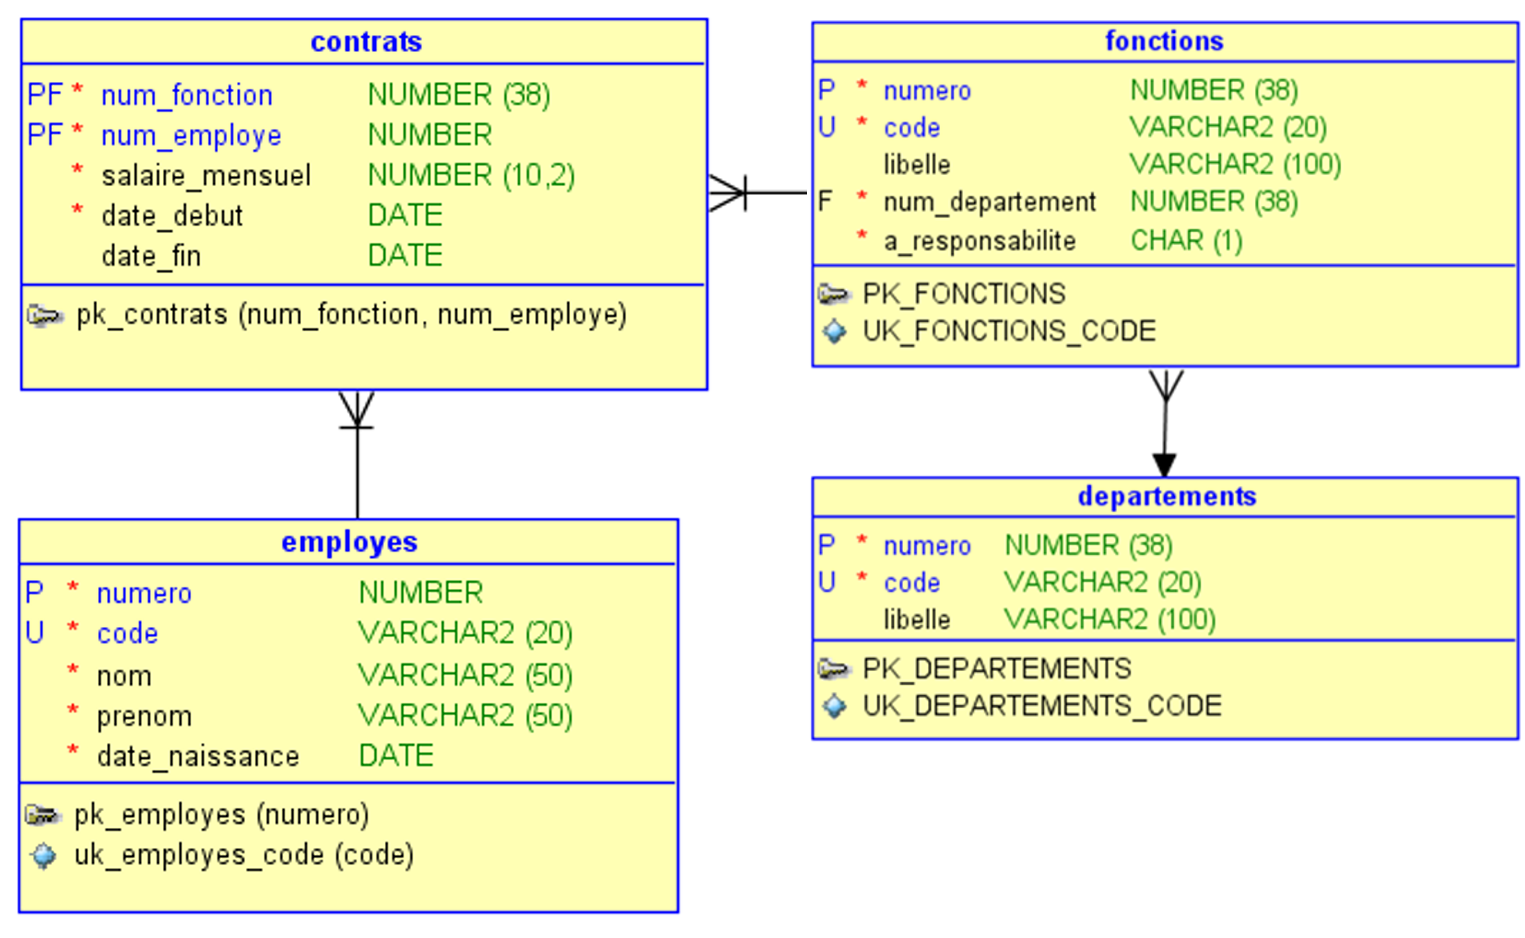 contrats
PF * num_fonction NUMBER (38)
PF * num_employe NUMBER
* salaire_mensuel NUMBER (10,2)
* date_debut DATE
date_fin DATE
pk_contrats (num_fonction, num_employe)
fonctions
P * numero NUMBER (38)
U * code VARCHAR2 (20)
libelle VARCHAR2 (100)
F * num_departement NUMBER (38)
* a_responsabilite CHAR (1)
PK_FONCTIONS
UK_FONCTIONS_CODE
employes
P * numero NUMBER
U * code VARCHAR2 (20)
* nom VARCHAR2 (50)
* prenom VARCHAR2 (50)
* date_naissance DATE
pk_employes (numero)
uk_employes_code (code)
departements
P * numero NUMBER (38)
U * code VARCHAR2 (20)
libelle VARCHAR2 (100)
PK_DEPARTEMENTS
UK_DEPARTEMENTS_CODE